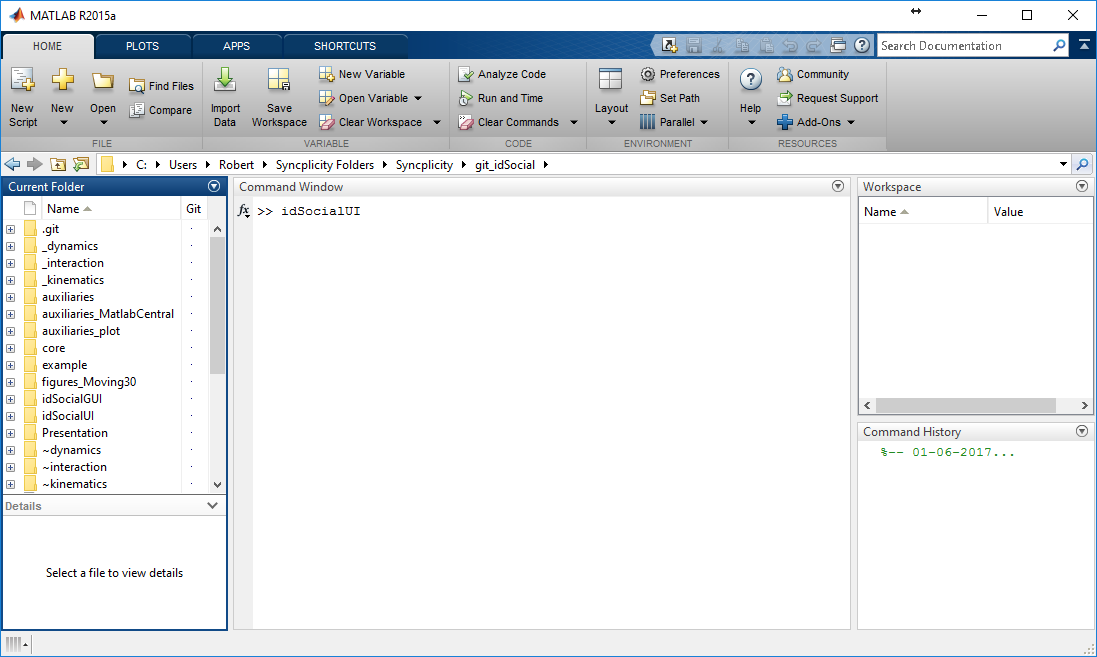 MATLAB R2015a
HOME PLOTS APPS SHORTCUTS Search Documentation
New Script New Open Find Files Compare Import Data Save Workspace New Variable Open Variable Clear Workspace Analyze Code Run and Time Clear Commands Layout Preferences Set Path Parallel Help Community Request Support Add-Ons
FILE VARIABLE CODE ENVIRONMENT RESOURCES
C: Users Robert Syncplicity Folders Syncplicity git_idSocial
Current Folder
Name Git
.git
_dynamics
_interaction
_kinematics
auxiliaries
auxiliaries_MatlabCentral
auxiliaries_plot
core
example
figures_Moving30
idSocialGUI
idSocialUI
Presentation
~dynamics
~interaction
~kinematics
Details
Select a file to view details
Command Window
fx >> idSocialUI
Workspace
Name Value
Command History
%-- 01-06-2017...